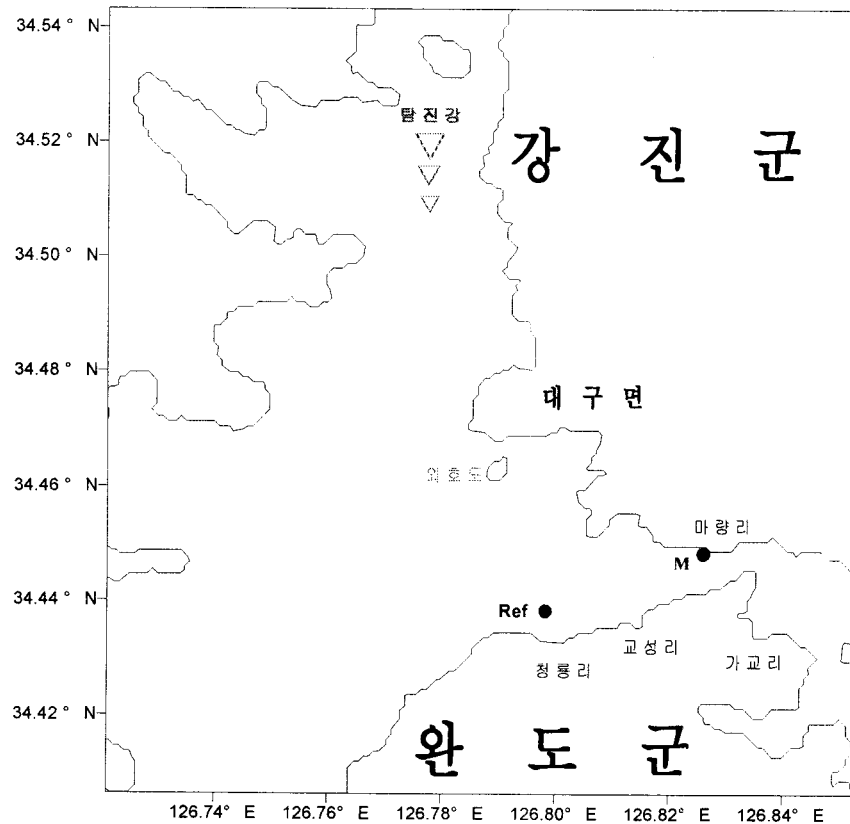 34.54° N
탐진강
34.52° N
강 진 군
34.50° N
34.48° N
대 구 면
34.46° N
외 호 도
마 량 리
M
34.44° N
Ref
교 성 리
청 룡 리
가 교 리
34.42° N
완 도 군
126.74° E 126.76° E 126.78° E 126.80° E 126.82° E 126.84° E